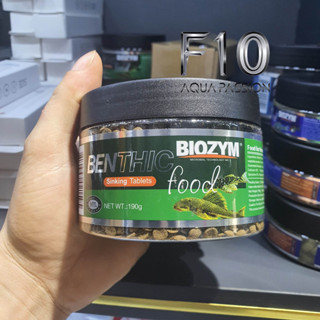 F10
AQUA PASSION
BIOZYM
BENTHIC
Sinking Tablets
food
NET WT.:190g